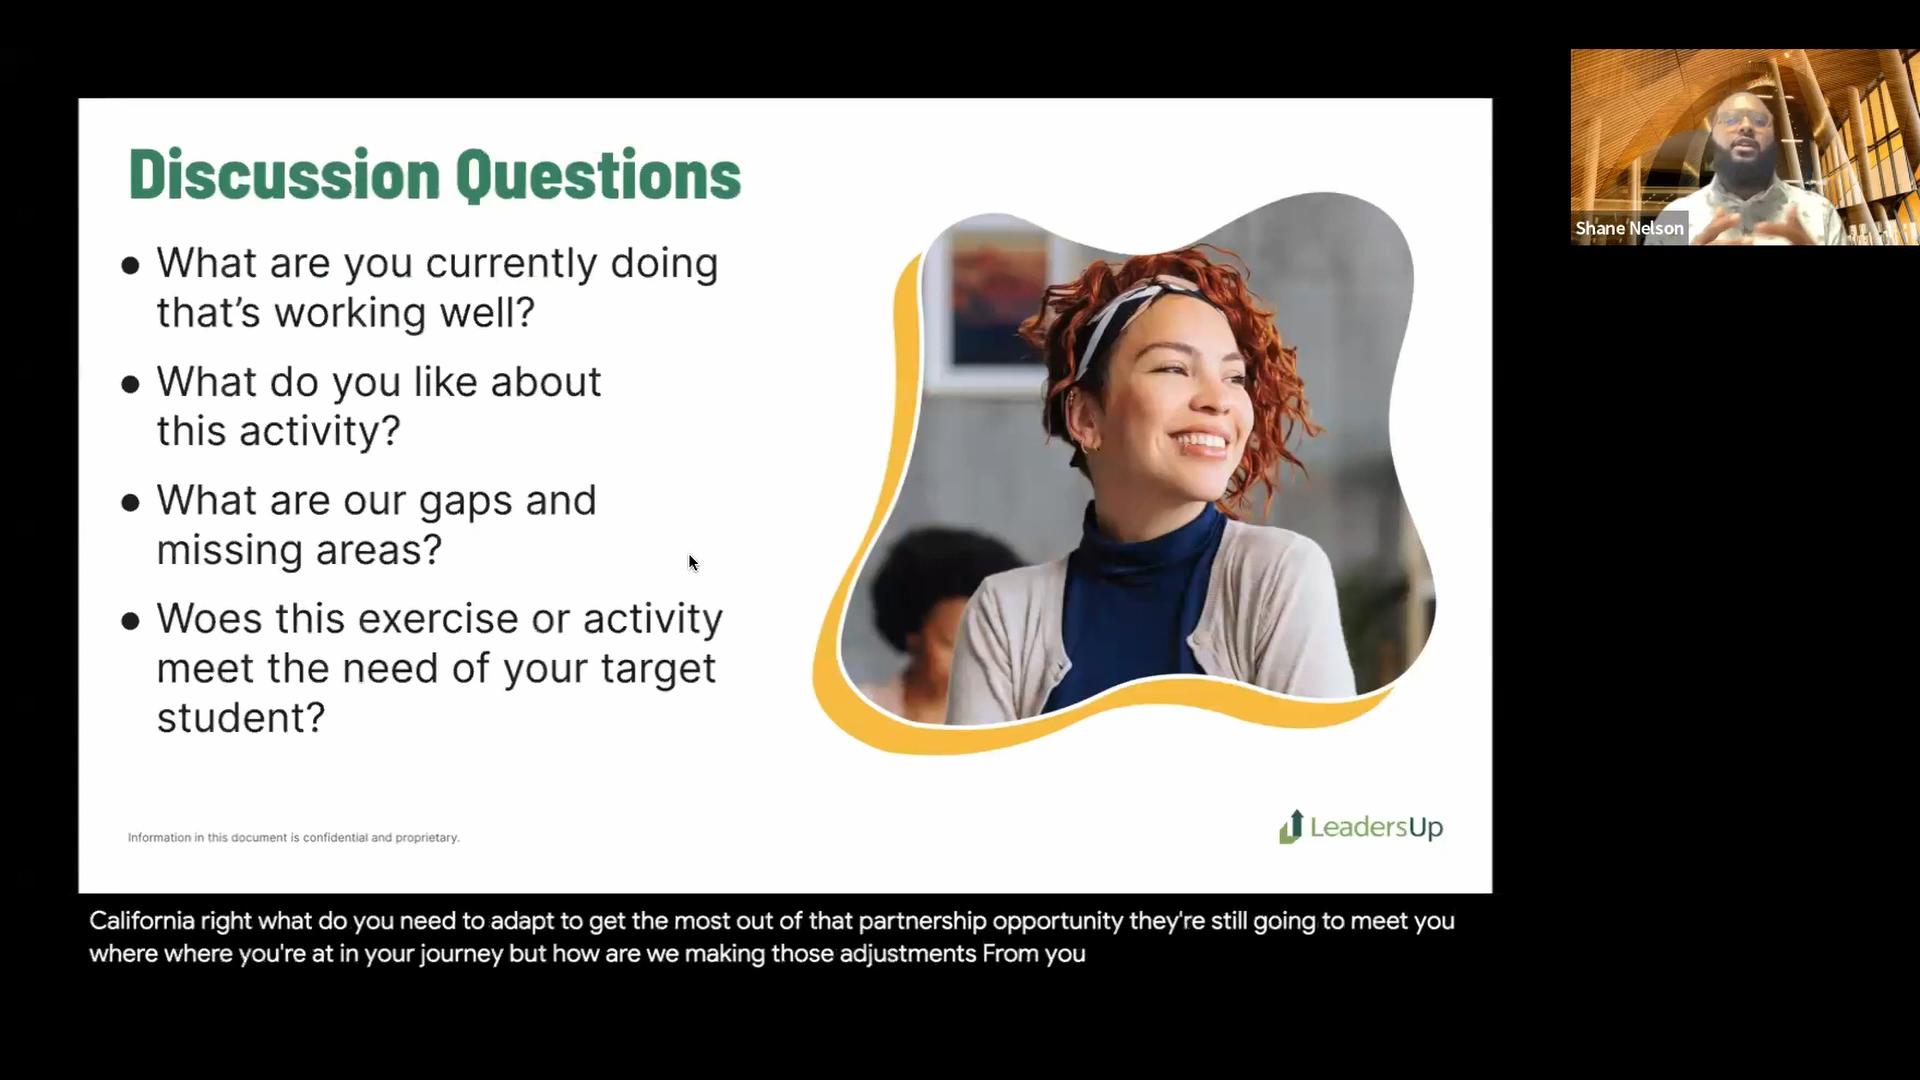 Discussion Questions
● What are you currently doing
that’s working well?
● What do you like about
this activity?
● What are our gaps and
missing areas?
● Woes this exercise or activity
meet the need of your target
student?
Information in this document is confidential and proprietary.
LeadersUp
Shane Nelson
California right what do you need to adapt to get the most out of that partnership opportunity they're still going to meet you
where where you're at in your journey but how are we making those adjustments From you